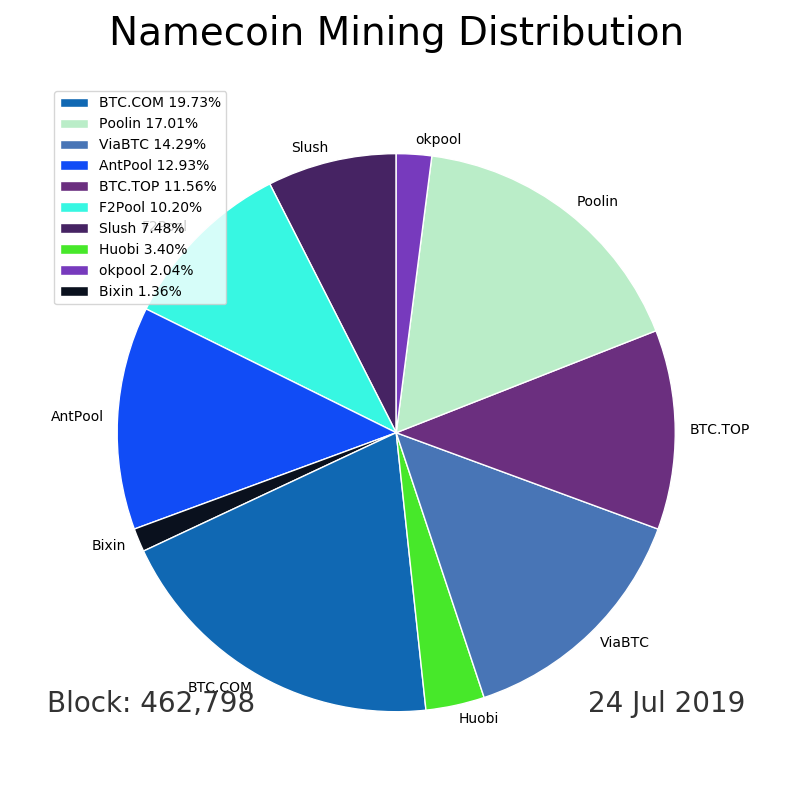 Namecoin Mining Distribution
BTC.COM 19.73%
Poolin 17.01%
ViaBTC 14.29%
AntPool 12.93%
BTC.TOP 11.56%
F2Pool 10.20%
Slush 7.48%
Huobi 3.40%
okpool 2.04%
Bixin 1.36%
okpool
Slush
Poolin
F2Pool
AntPool
BTC.TOP
Bixin
ViaBTC
BTC.COM
Huobi
Block: 462,798
24 Jul 2019